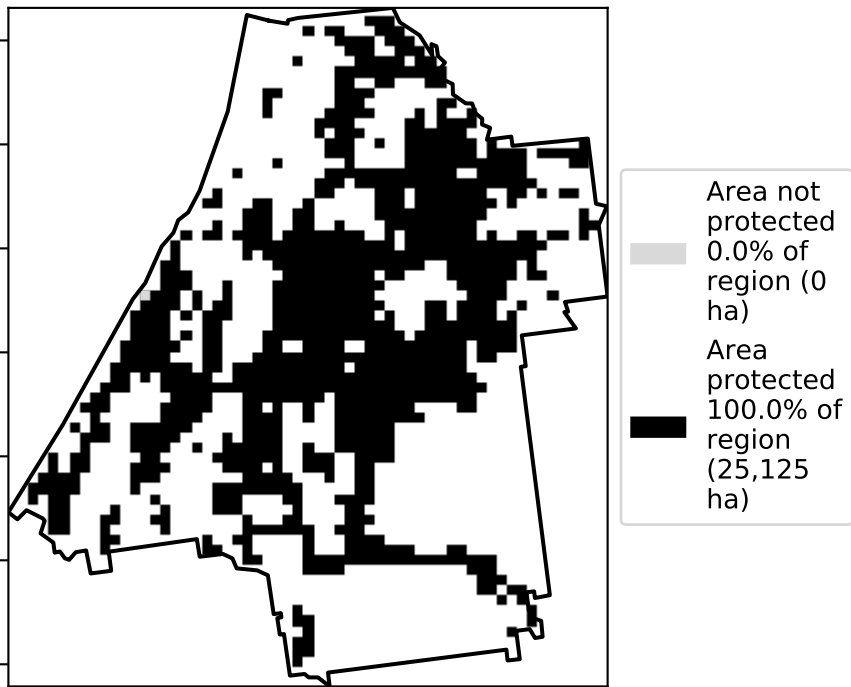 Area not
protected
0.0% of
region (0
ha)
Area
protected
100.0% of
region
(25,125
ha)